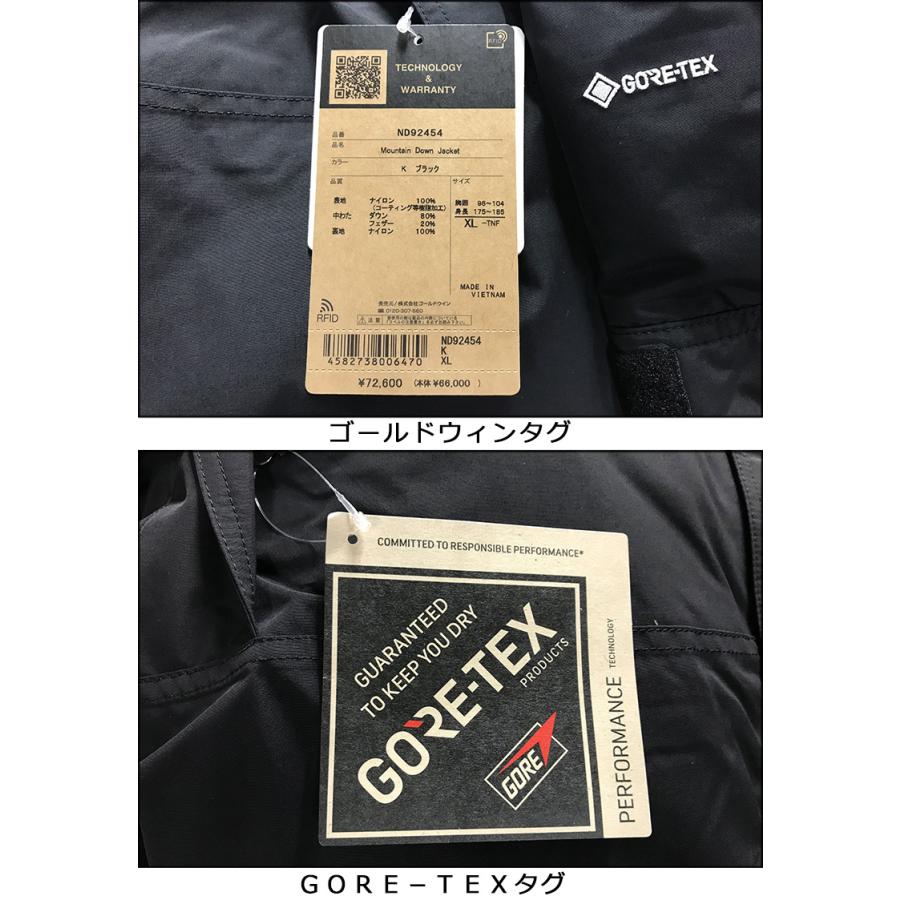 RFID
TECHNOLOGY
&
WARRANTY
GORE-TEX
品番 ND92454
品名 Mountain Down Jacket
カラー K ブラック
品質 サイズ
表地 ナイロン 100%
(コーティング等樹脂加工)
中わた ダウン 80%
フェザー 20%
裏地 ナイロン 100%
胸囲 96~104
身長 175~185
XL -TNF
MADE IN
VIETNAM
RFID
発売元/株式会社ゴールドウイン
☎0120-307-560
ND92454
K
XL
4582738006470
¥72,600 (本体 ¥66,000)
ゴールドウィンタグ
COMMITTED TO RESPONSIBLE PERFORMANCE*
GUARANTEED
TO KEEP YOU DRY
GORE-TEX
PRODUCTS
GORE
PERFORMANCE TECHNOLOGY
GORE-TEXタグ